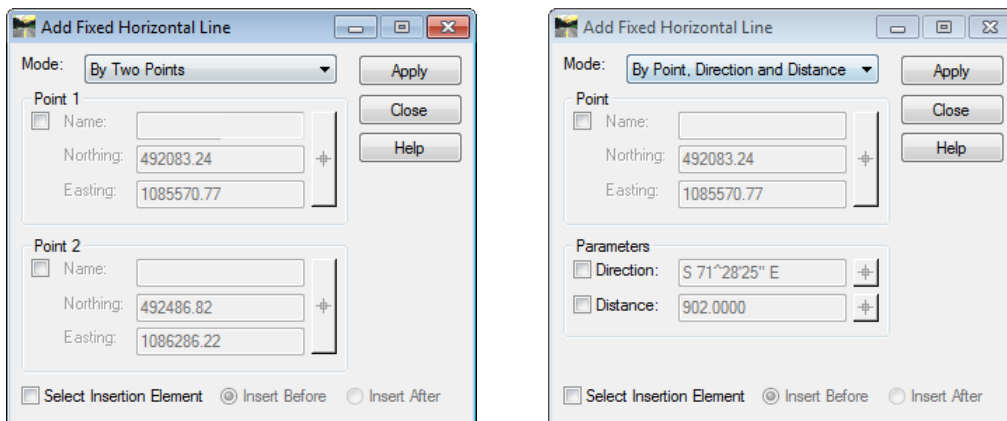 Add Fixed Horizontal Line
Mode: By Two Points
Apply
Close
Help
Point 1
Name:
Northing: 492083.24
Easting: 1085570.77
Point 2
Name:
Northing: 492486.82
Easting: 1086286.22
Select Insertion Element Insert Before Insert After
Add Fixed Horizontal Line
Mode: By Point, Direction and Distance
Apply
Close
Help
Point
Name:
Northing: 492083.24
Easting: 1085570.77
Parameters
Direction: S 71^28'25" E
Distance: 902.0000
Select Insertion Element Insert Before Insert After